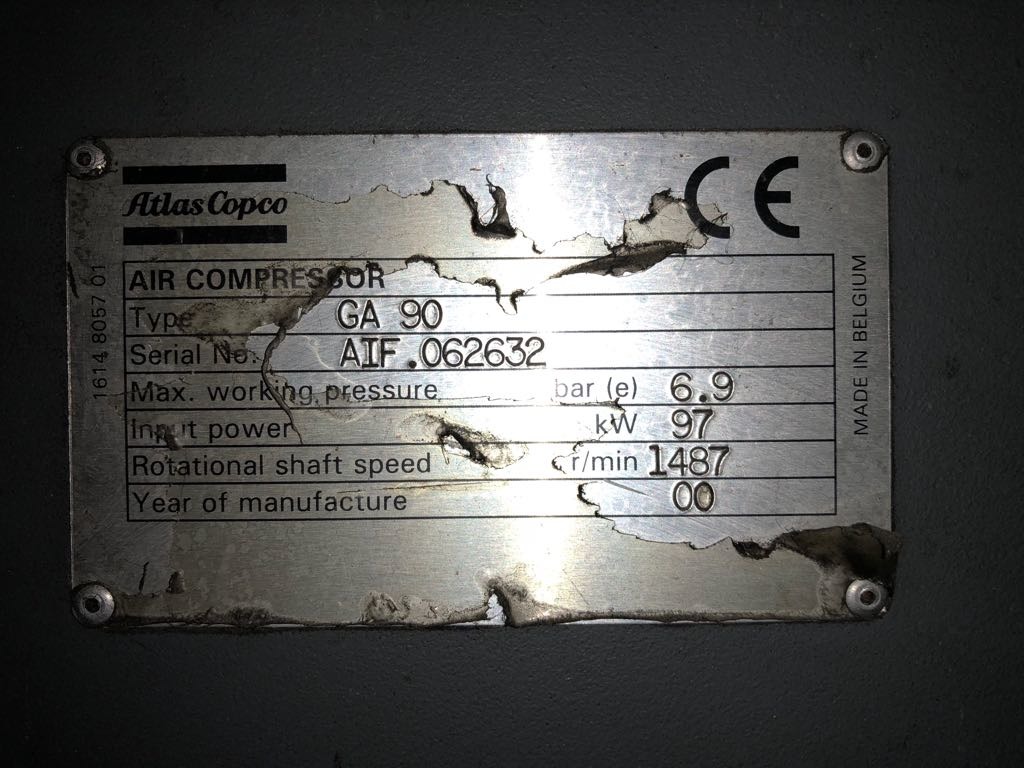 Atlas Copco
CE
AIR COMPRESSOR
Type GA 90
Serial No. AIF.062632
Max. working pressure bar (e) 6.9
Input power kW 97
Rotational shaft speed r/min 1487
Year of manufacture 00
1614 8057 01
MADE IN BELGIUM